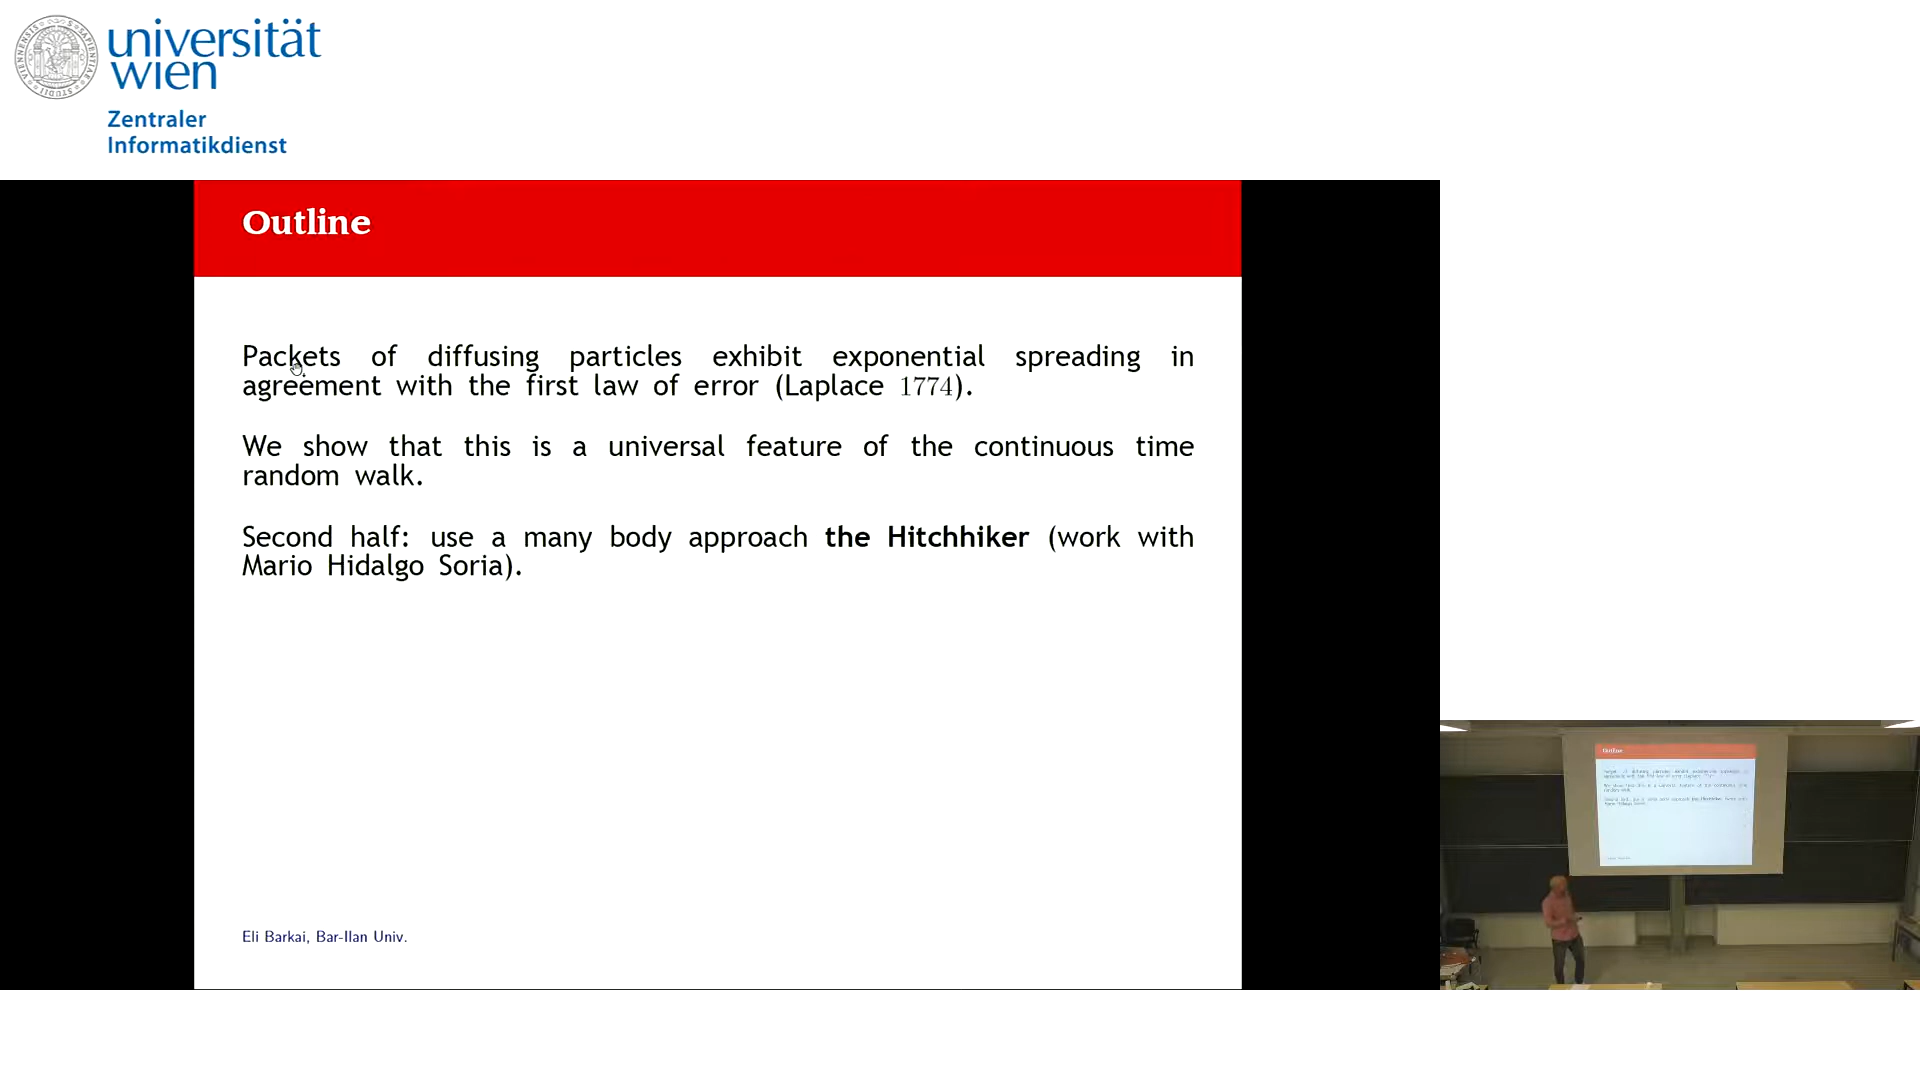 universität
wien
Zentraler
Informatikdienst
Outline
Packets of diffusing particles exhibit exponential spreading in
agreement with the first law of error (Laplace 1774).
We show that this is a universal feature of the continuous time
random walk.
Second half: use a many body approach the Hitchhiker (work with
Mario Hidalgo Soria).
Eli Barkai, Bar-Ilan Univ.
Outline